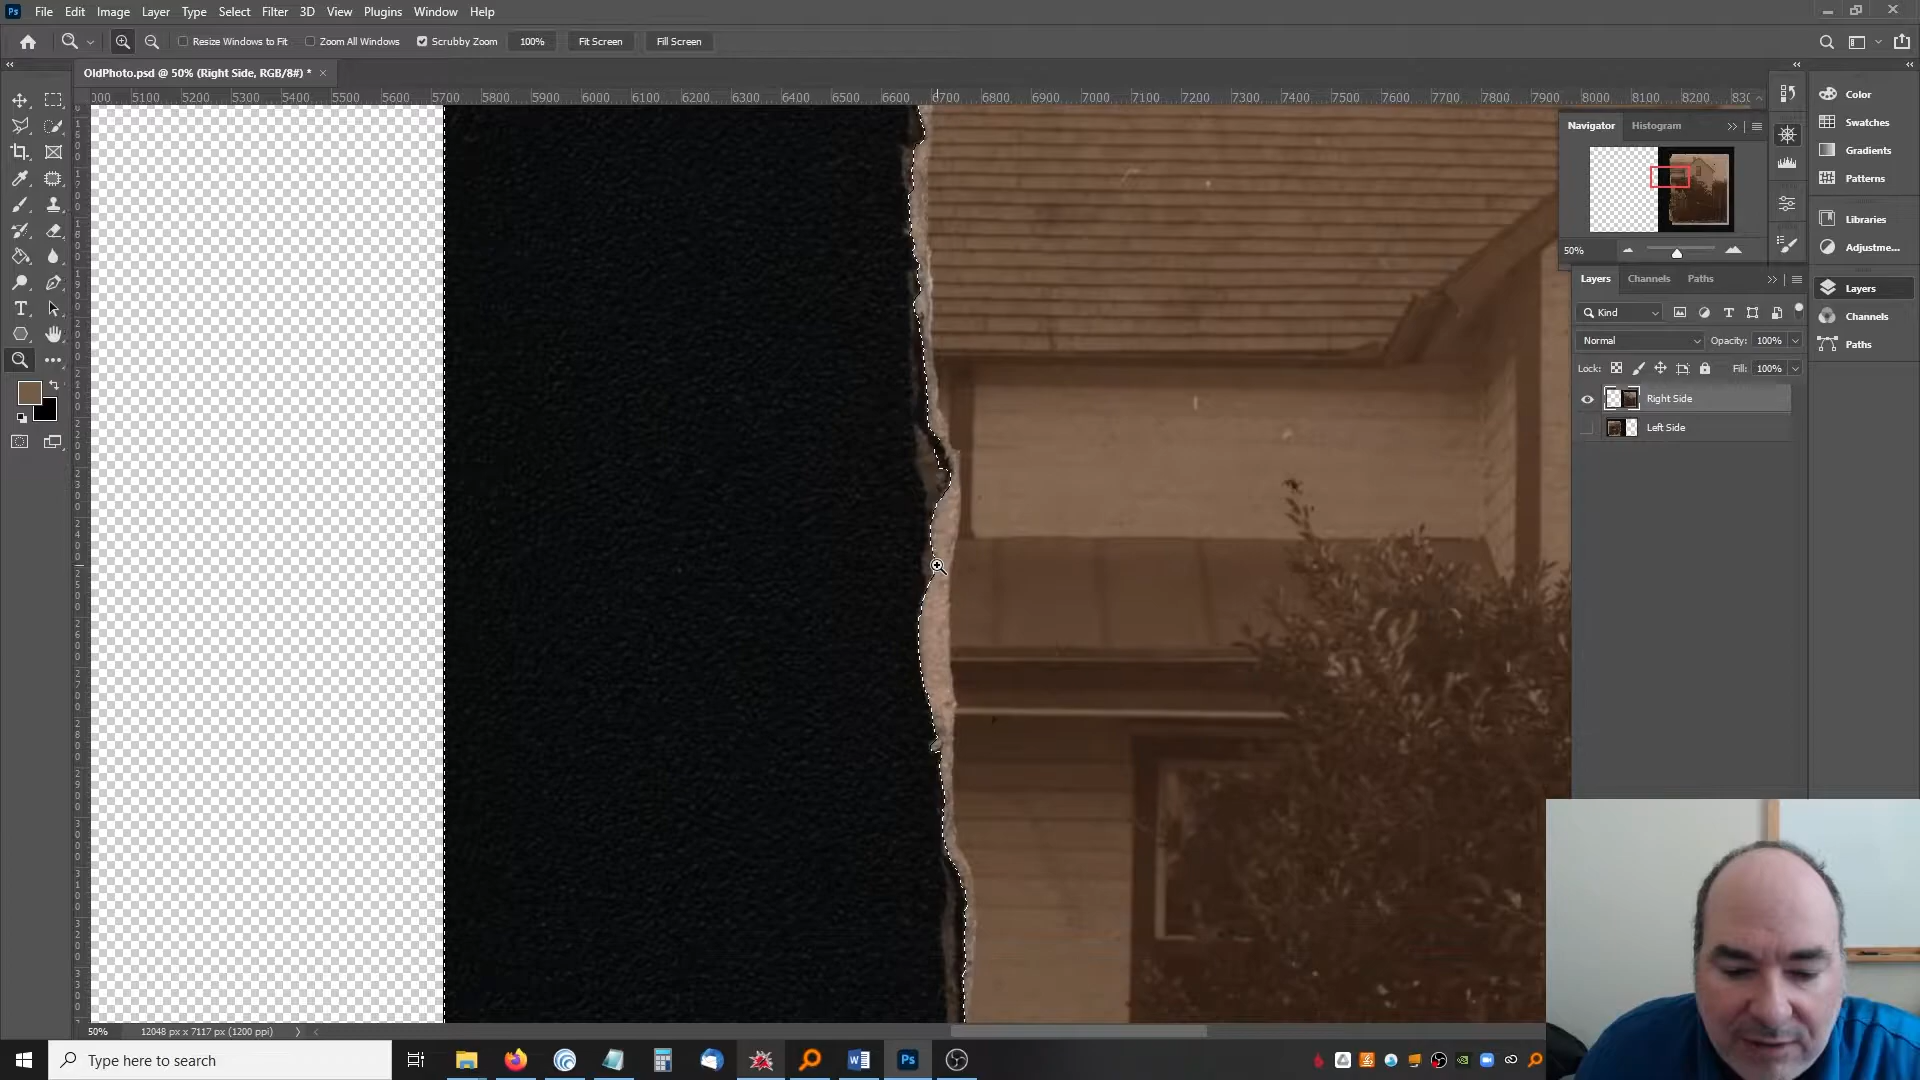 Ps File Edit Image Layer Type Select Filter 3D View Plugins Window Help
Resize Windows to Fit Zoom All Windows Scrubby Zoom 100% Fit Screen Fill Screen
OldPhoto.psd @ 50% (Right Side, RGB/8#) * ×
5100 5200 5300 5400 5500 5600 5700 5800 5900 6000 6100 6200 6300 6400 6500 6600 6700 6800 6900 7000 7100 7200 7300 7400 7500 7600 7700 7800 7900 8000 8100 8200
Navigator Histogram
50%
Layers Channels Paths
Kind
Normal Opacity: 100%
Lock: Fill: 100%
Right Side
Left Side
Color
Swatches
Gradients
Patterns
Libraries
Adjustme...
Layers
Channels
Paths
50% 12048 px x 7117 px (1200 ppi)
Type here to search